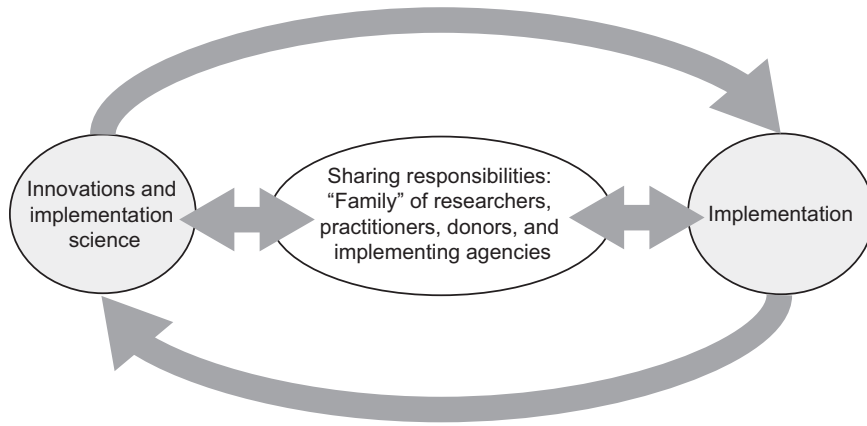 Innovations and
implementation
science
Sharing responsibilities:
“Family” of researchers,
practitioners, donors, and
implementing agencies
Implementation